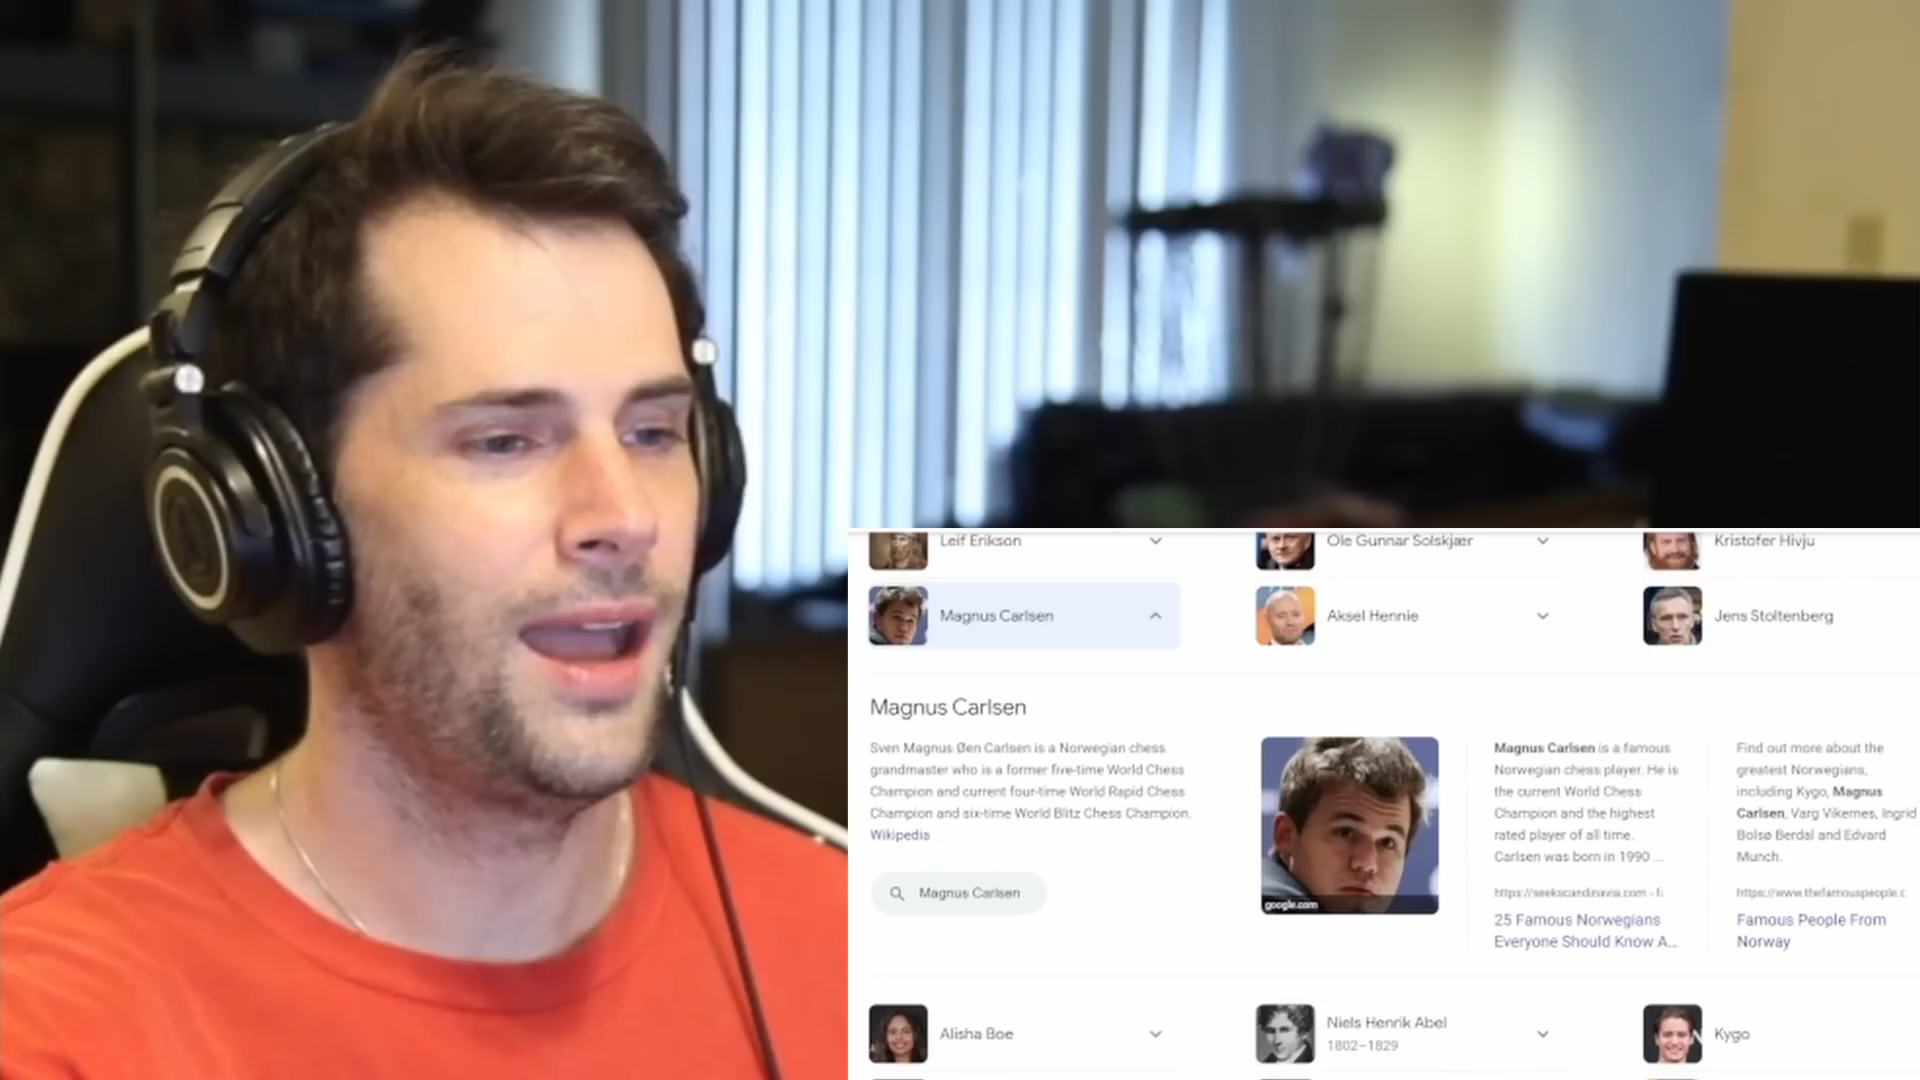 Leif Erikson
Ole Gunnar Solskjær
Kristofer Hivju
Magnus Carlsen
Aksel Hennie
Jens Stoltenberg
Magnus Carlsen
Sven Magnus Øen Carlsen is a Norwegian chess
grandmaster who is a former five-time World Chess
Champion and current four-time World Rapid Chess
Champion and six-time World Blitz Chess Champion.
Wikipedia
Magnus Carlsen
google.com
Magnus Carlsen is a famous
Norwegian chess player. He is
the current World Chess
Champion and the highest
rated player of all time.
Carlsen was born in 1990 ...
https://seekscandinavia.com › f
25 Famous Norwegians
Everyone Should Know A...
Find out more about the
greatest Norwegians,
including Kygo, Magnus
Carlsen, Varg Vikernes, Ingrid
Bolsø Berdal and Edvard
Munch.
https://www.thefamouspeople.c
Famous People From
Norway
Alisha Boe
Niels Henrik Abel
1802–1829
Kygo